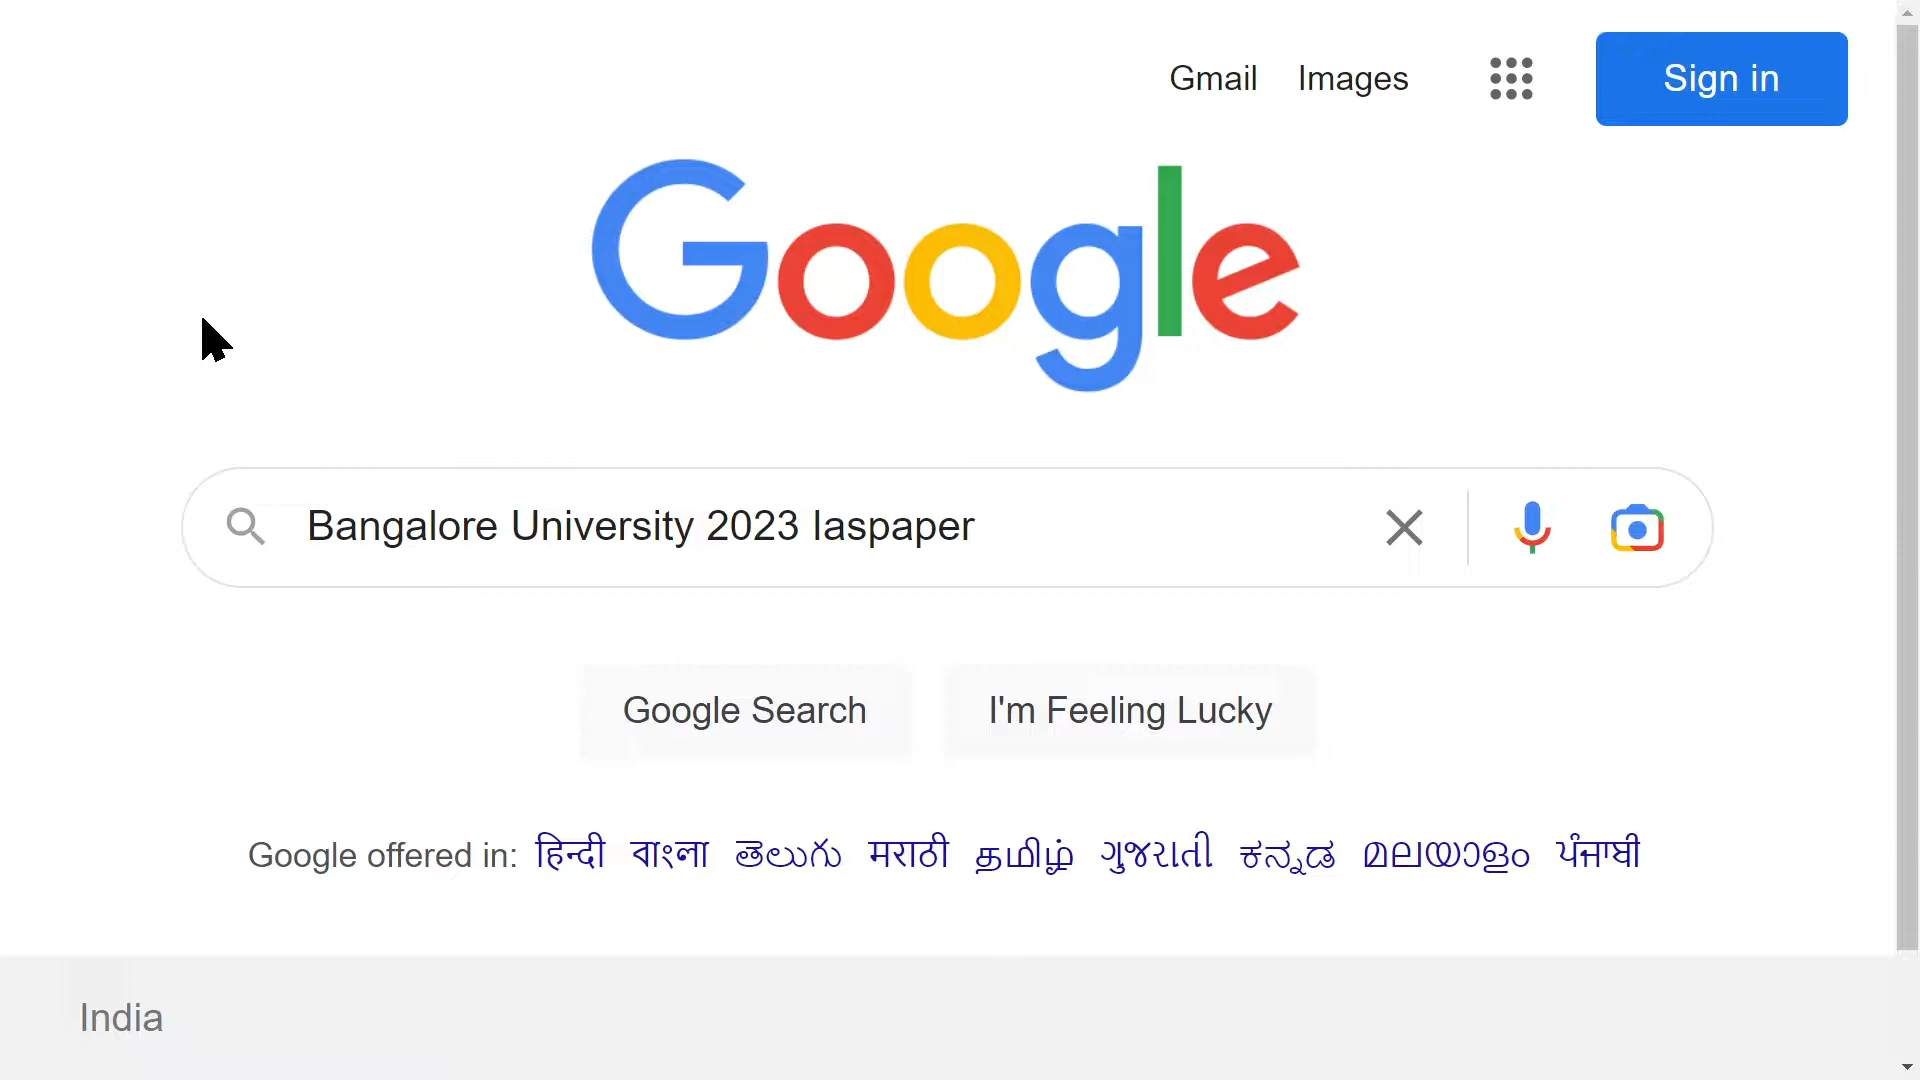 Gmail Images Sign in
Google
Bangalore University 2023 Iaspaper
Google Search I'm Feeling Lucky
Google offered in: हिन्दी বাংলা తెలుగు मराठी தமிழ் ગુજરાતી ಕನ್ನಡ മലയാളം ਪੰਜਾਬੀ
India